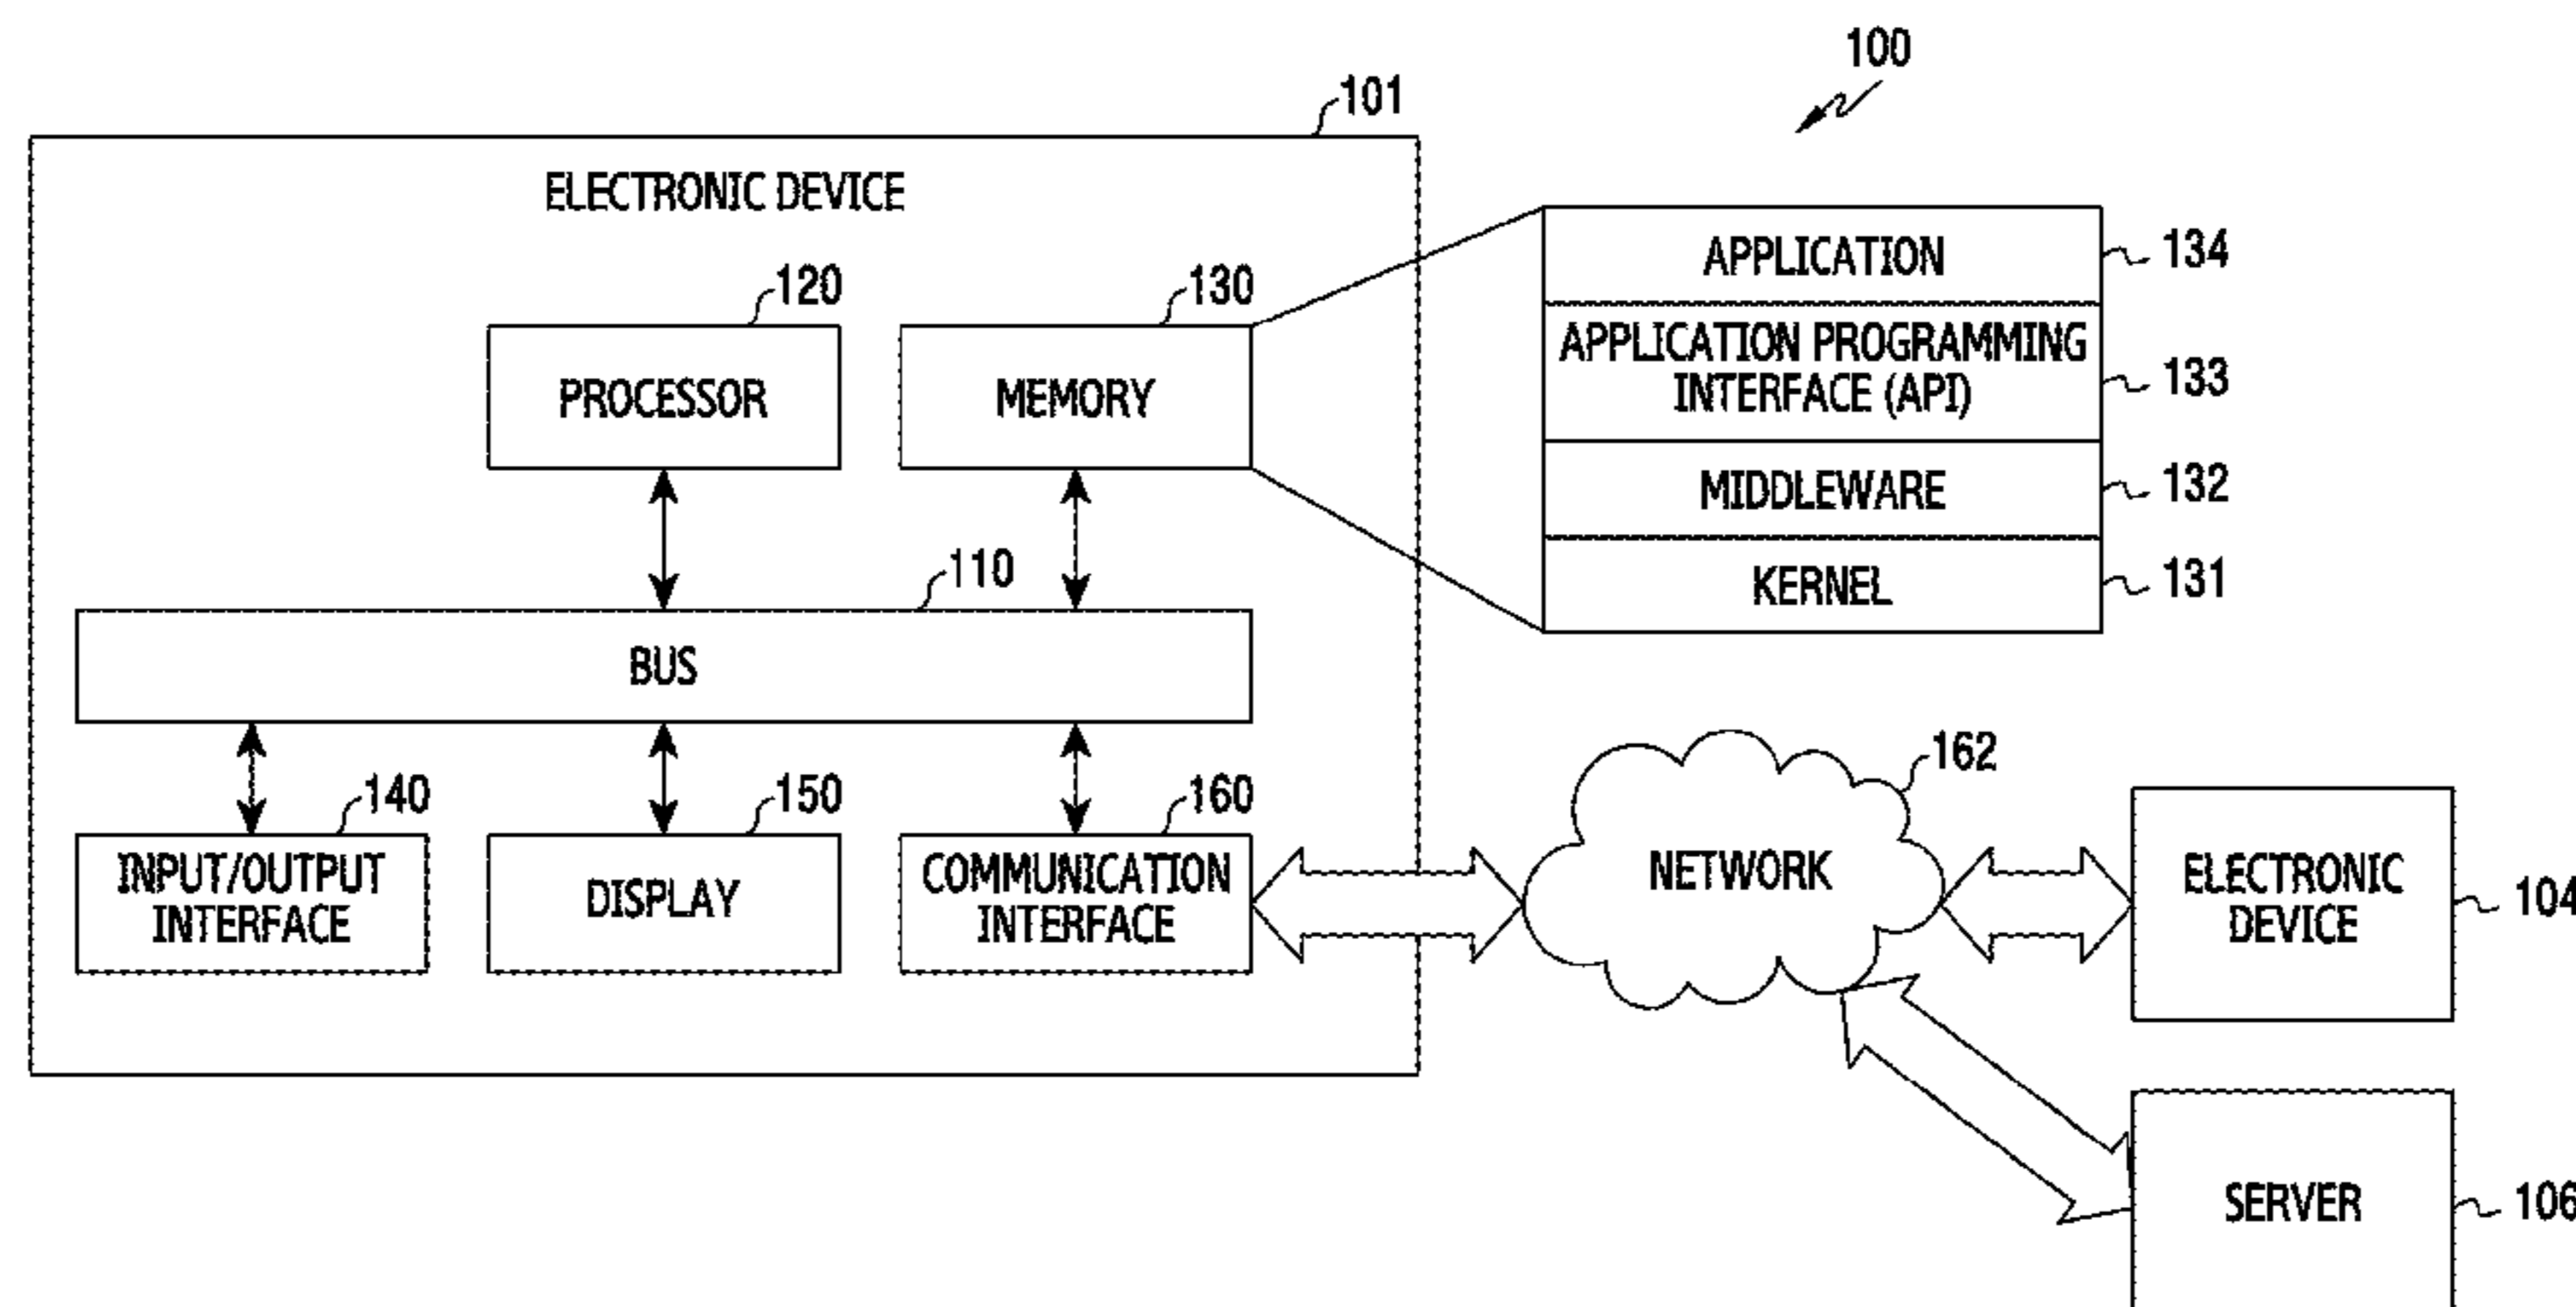 100
101
ELECTRONIC DEVICE
120
130
PROCESSOR
MEMORY
110
BUS
140
150
160
INPUT/OUTPUT
INTERFACE
DISPLAY
COMMUNICATION
INTERFACE
APPLICATION
134
APPLICATION PROGRAMMING
INTERFACE (API)
133
MIDDLEWARE
132
KERNEL
131
162
NETWORK
ELECTRONIC
DEVICE
104
SERVER
106